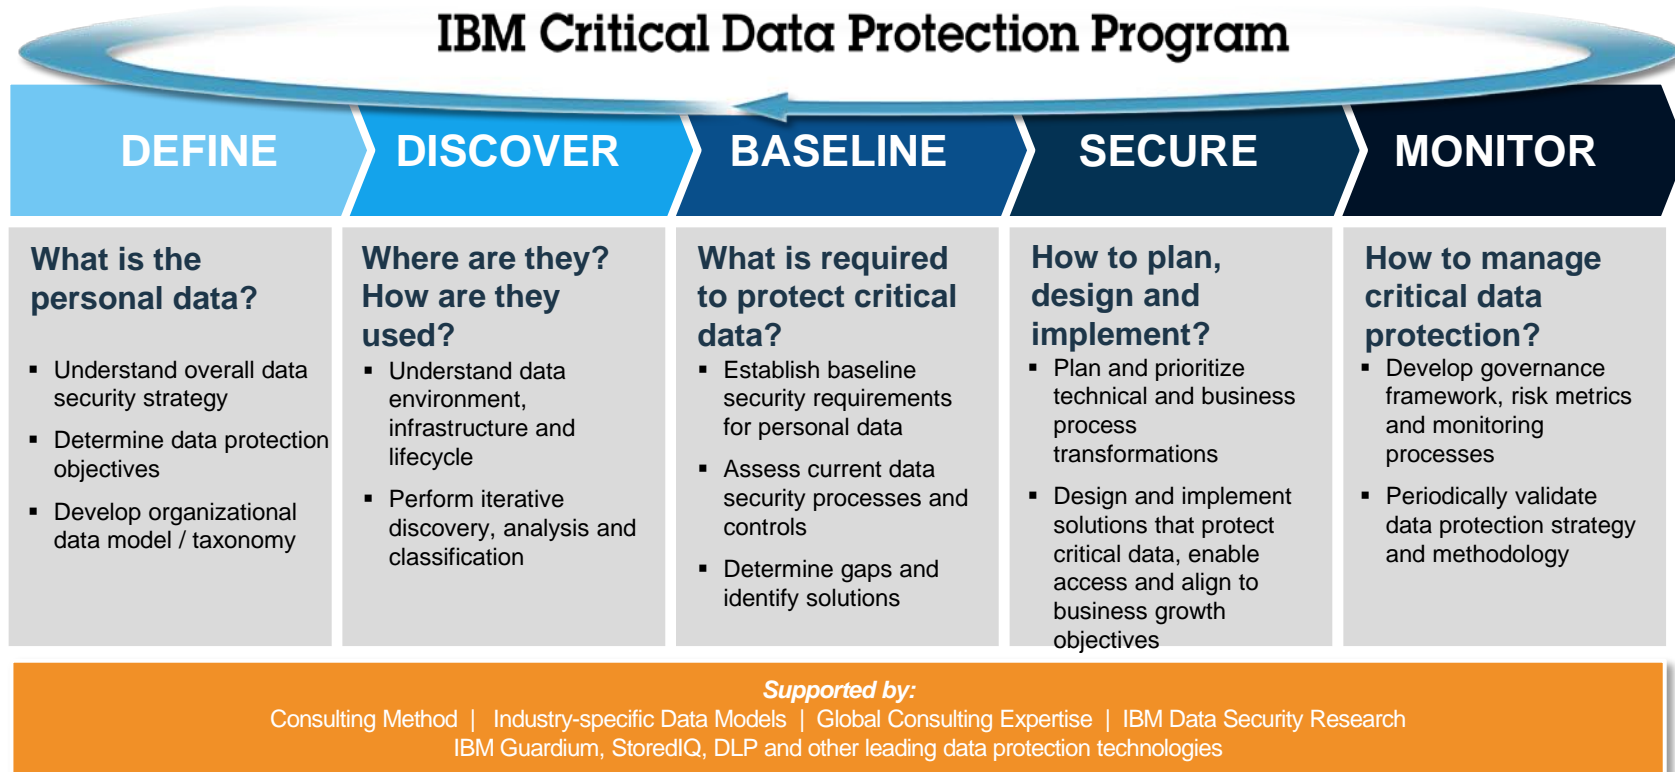 IBM Critical Data Protection Program
DEFINE
DISCOVER
BASELINE
SECURE
MONITOR
What is the
personal data?
▪ Understand overall data
security strategy
▪ Determine data protection
objectives
▪ Develop organizational
data model / taxonomy
Where are they?
How are they
used?
▪ Understand data
environment,
infrastructure and
lifecycle
▪ Perform iterative
discovery, analysis and
classification
What is required
to protect critical
data?
▪ Establish baseline
security requirements
for personal data
▪ Assess current data
security processes and
controls
▪ Determine gaps and
identify solutions
How to plan,
design and
implement?
▪ Plan and prioritize
technical and business
process
transformations
▪ Design and implement
solutions that protect
critical data, enable
access and align to
business growth
objectives
How to manage
critical data
protection?
▪ Develop governance
framework, risk metrics
and monitoring
processes
▪ Periodically validate
data protection strategy
and methodology
Supported by:
Consulting Method | Industry-specific Data Models | Global Consulting Expertise | IBM Data Security Research
IBM Guardium, StoredIQ, DLP and other leading data protection technologies